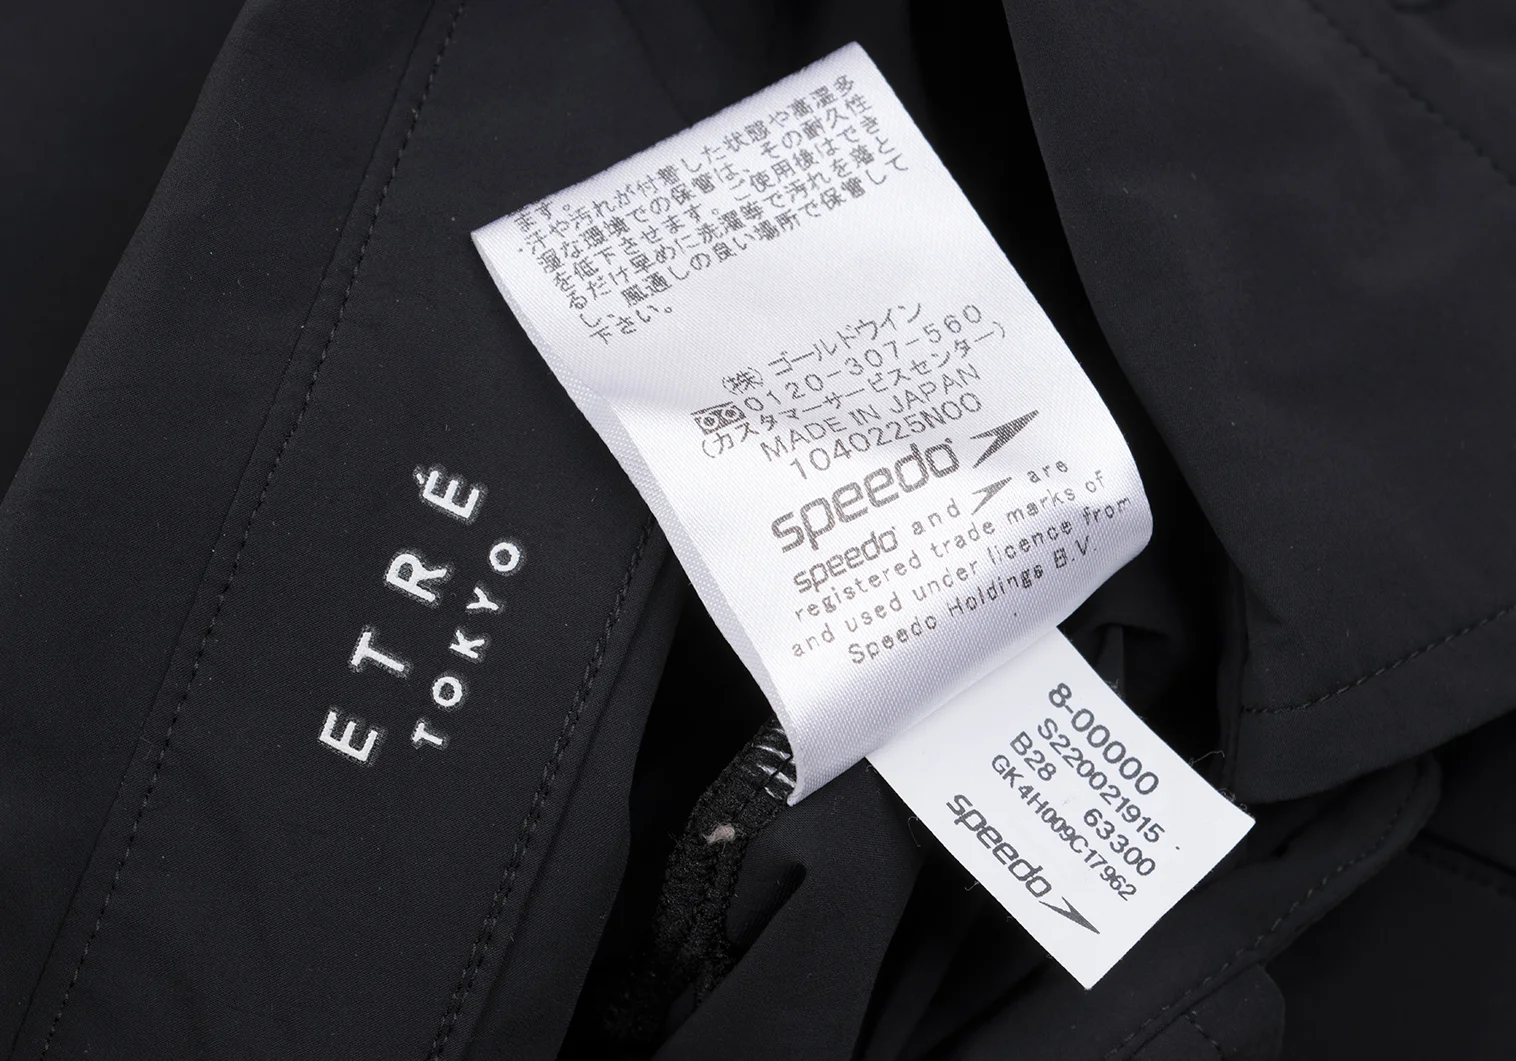 ます。
・汗や汚れが付着した状態や高温多
湿な環境での保管は、その耐久性
を低下させます。ご使用後はでき
るだけ早めに洗濯等で汚れを落と
し、風通しの良い場所で保管して
下さい。
(株)ゴールドウイン
0120-307-560
(カスタマーサービスセンター)
MADE IN JAPAN
1040225N00
speedo
speedo and are
registered trade marks of
and used under licence from
Speedo Holdings B.V.
ETRÉ
TOKYO
8-00000
S220021915
B28 63300
GK4H009C17962
speedo